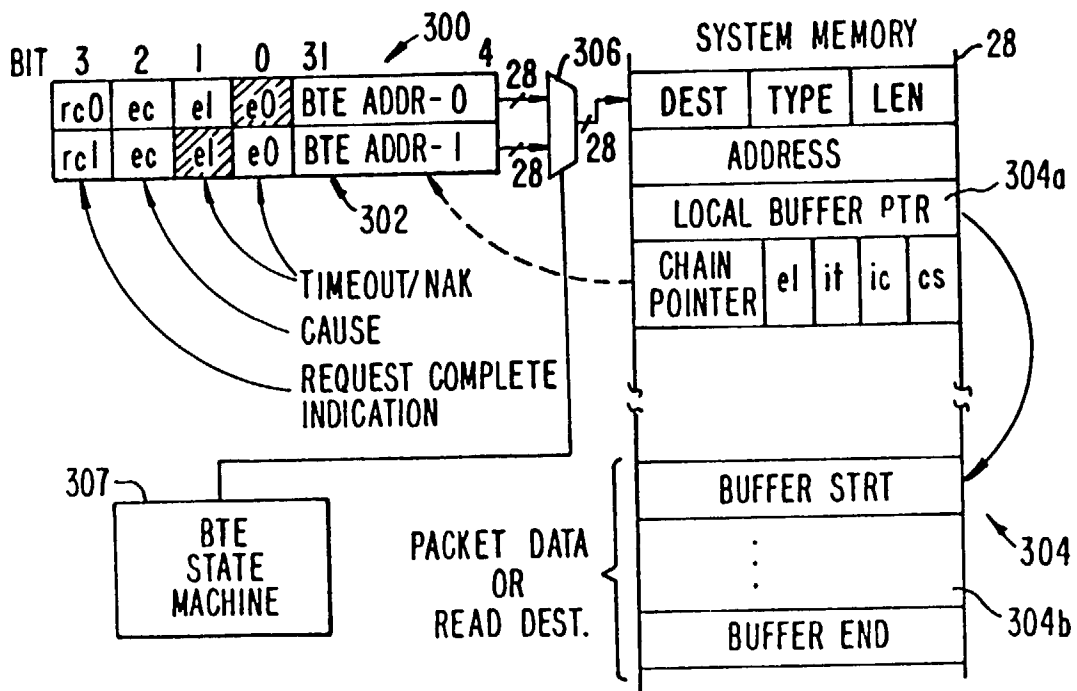 300
BIT 3 2 1 0 31 4
rc0 ec e1 e0 BTE ADDR-0
rc1 ec e1 e0 BTE ADDR-1
28
28
302
306
28
TIMEOUT/NAK
CAUSE
REQUEST COMPLETE
INDICATION
307
BTE
STATE
MACHINE
SYSTEM MEMORY
28
DEST TYPE LEN
ADDRESS
LOCAL BUFFER PTR
304a
CHAIN
POINTER
el it ic cs
BUFFER STRT
304
PACKET DATA
OR
READ DEST.
304b
BUFFER END